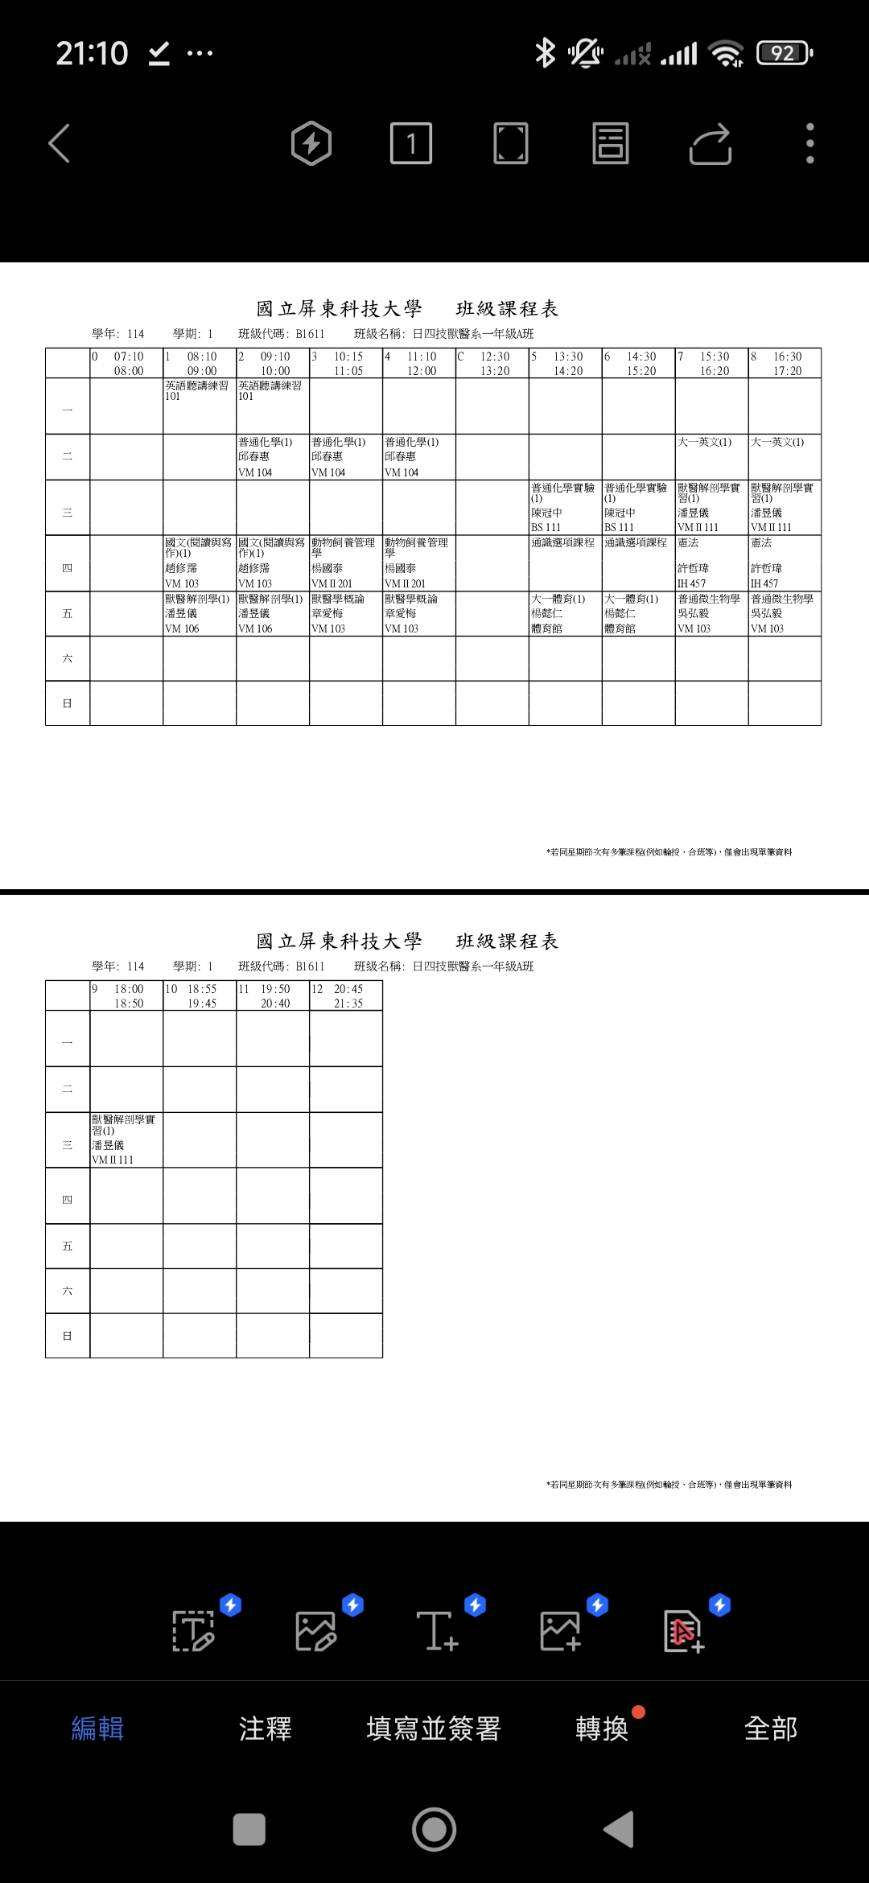 21:10
92
1
國立屏東科技大學 班級課程表
學年: 114 學期: 1 班級代碼: B1611 班級名稱: 日四技獸醫系一年級A班
0 07:10 1 08:10 2 09:10 3 10:15 4 11:10 C 12:30 5 13:30 6 14:30 7 15:30 8 16:30
08:00 09:00 10:00 11:05 12:00 13:20 14:20 15:20 16:20 17:20
一
英語聽講練習 英語聽講練習
101 101
二
普通化學(1) 普通化學(1) 普通化學(1) 大一英文(1) 大一英文(1)
邱春惠 邱春惠 邱春惠
VM 104 VM 104 VM 104
三
普通化學實驗 普通化學實驗 獸醫解剖學實 獸醫解剖學實
(1) (1) 習(1) 習(1)
陳冠中 陳冠中 潘昱儀 潘昱儀
BS 111 BS 111 VM II 111 VM II 111
四
國文(閱讀與寫 國文(閱讀與寫 動物飼養管理 動物飼養管理 通識選項課程 通識選項課程 憲法 憲法
作)(1) 作)(1) 學 學
趙修霈 趙修霈 楊國泰 楊國泰 許哲瑋 許哲瑋
VM 103 VM 103 VM II 201 VM II 201 IH 457 IH 457
五
獸醫解剖學(1) 獸醫解剖學(1) 獸醫學概論 獸醫學概論 大一體育(1) 大一體育(1) 普通微生物學 普通微生物學
潘昱儀 潘昱儀 章愛梅 章愛梅 楊懿仁 楊懿仁 吳弘毅 吳弘毅
VM 106 VM 106 VM 103 VM 103 體育館 體育館 VM 103 VM 103
六
日
*若同星期節次有多筆課程(例如輪授、合班等)，僅會出現單筆資料
國立屏東科技大學 班級課程表
學年: 114 學期: 1 班級代碼: B1611 班級名稱: 日四技獸醫系一年級A班
9 18:00 10 18:55 11 19:50 12 20:45
18:50 19:45 20:40 21:35
一
二
三
獸醫解剖學實
習(1)
潘昱儀
VM II 111
四
五
六
日
*若同星期節次有多筆課程(例如輪授、合班等)，僅會出現單筆資料
編輯 注釋 填寫並簽署 轉換 全部